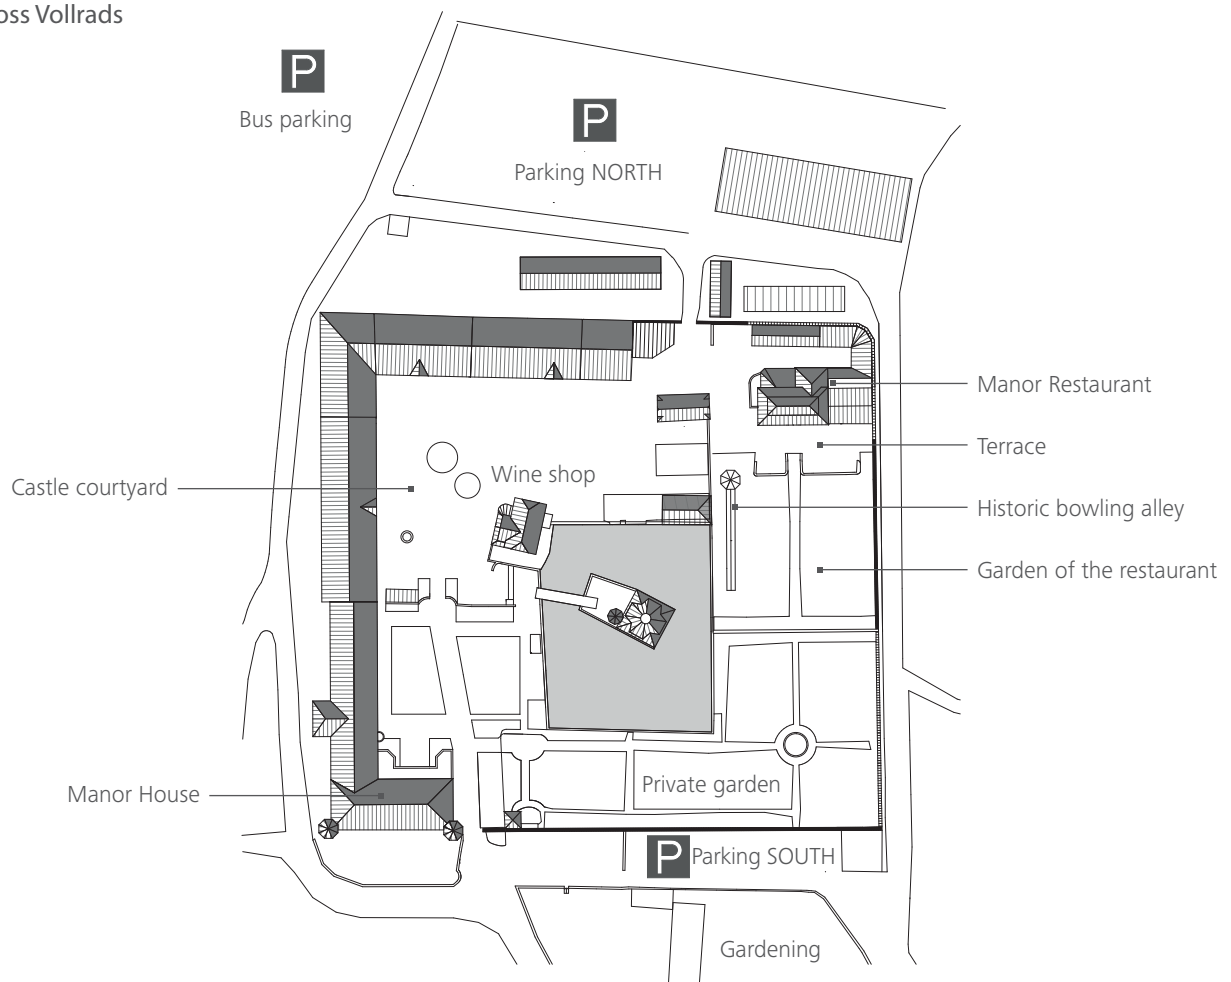 oss Vollrads
P
Bus parking
P
Parking NORTH
Manor Restaurant
Terrace
Wine shop
Castle courtyard
Historic bowling alley
Garden of the restaurant
Private garden
Manor House
P Parking SOUTH
Gardening